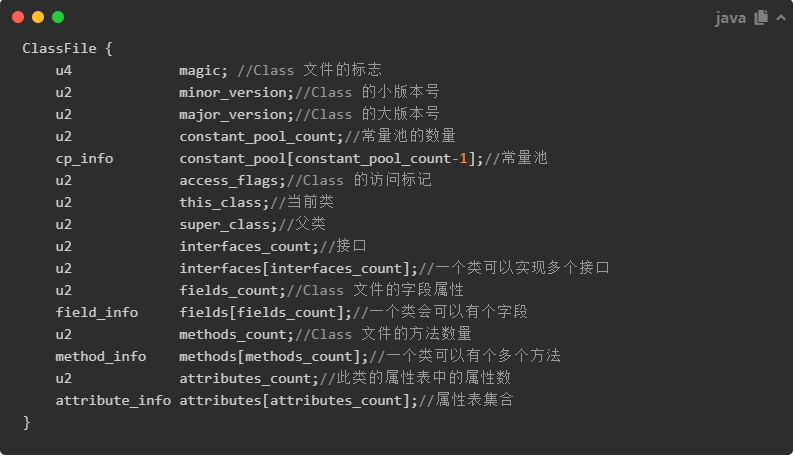 java
ClassFile {
    u4             magic; //Class 文件的标志
    u2             minor_version;//Class 的小版本号
    u2             major_version;//Class 的大版本号
    u2             constant_pool_count;//常量池的数量
    cp_info        constant_pool[constant_pool_count-1];//常量池
    u2             access_flags;//Class 的访问标记
    u2             this_class;//当前类
    u2             super_class;//父类
    u2             interfaces_count;//接口
    u2             interfaces[interfaces_count];//一个类可以实现多个接口
    u2             fields_count;//Class 文件的字段属性
    field_info     fields[fields_count];//一个类会可以有个字段
    u2             methods_count;//Class 文件的方法数量
    method_info    methods[methods_count];//一个类可以有个多个方法
    u2             attributes_count;//此类的属性表中的属性数
    attribute_info attributes[attributes_count];//属性表集合
}